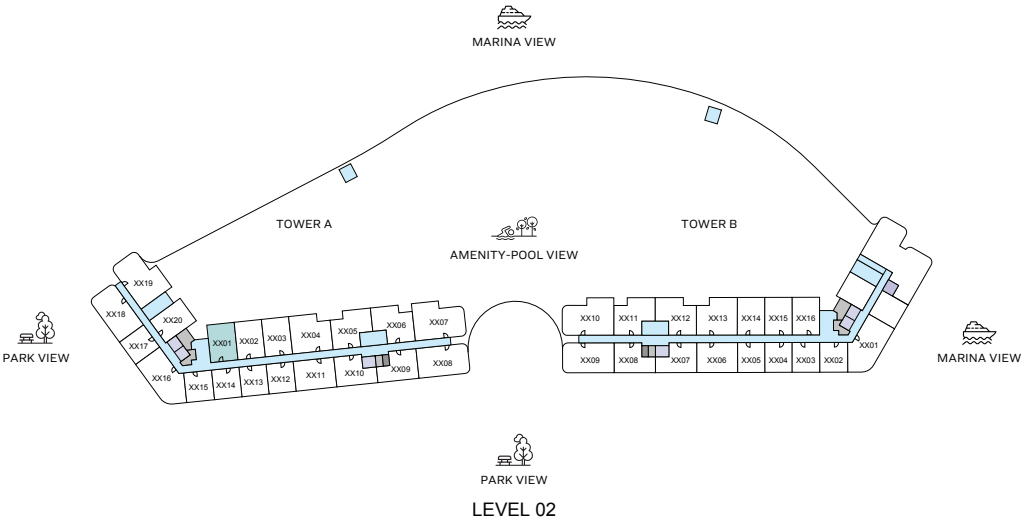 MARINA VIEW
TOWER A
TOWER B
AMENITY-POOL VIEW
XX19
XX18
XX20
XX17
XX16
XX15
XX14
XX13
XX12
XX11
XX10
XX09
XX08
XX01
XX02
XX03
XX04
XX05
XX06
XX07
XX10
XX11
XX12
XX13
XX14
XX15
XX16
XX09
XX08
XX07
XX06
XX05
XX04
XX03
XX02
XX01
PARK VIEW
MARINA VIEW
PARK VIEW
LEVEL 02